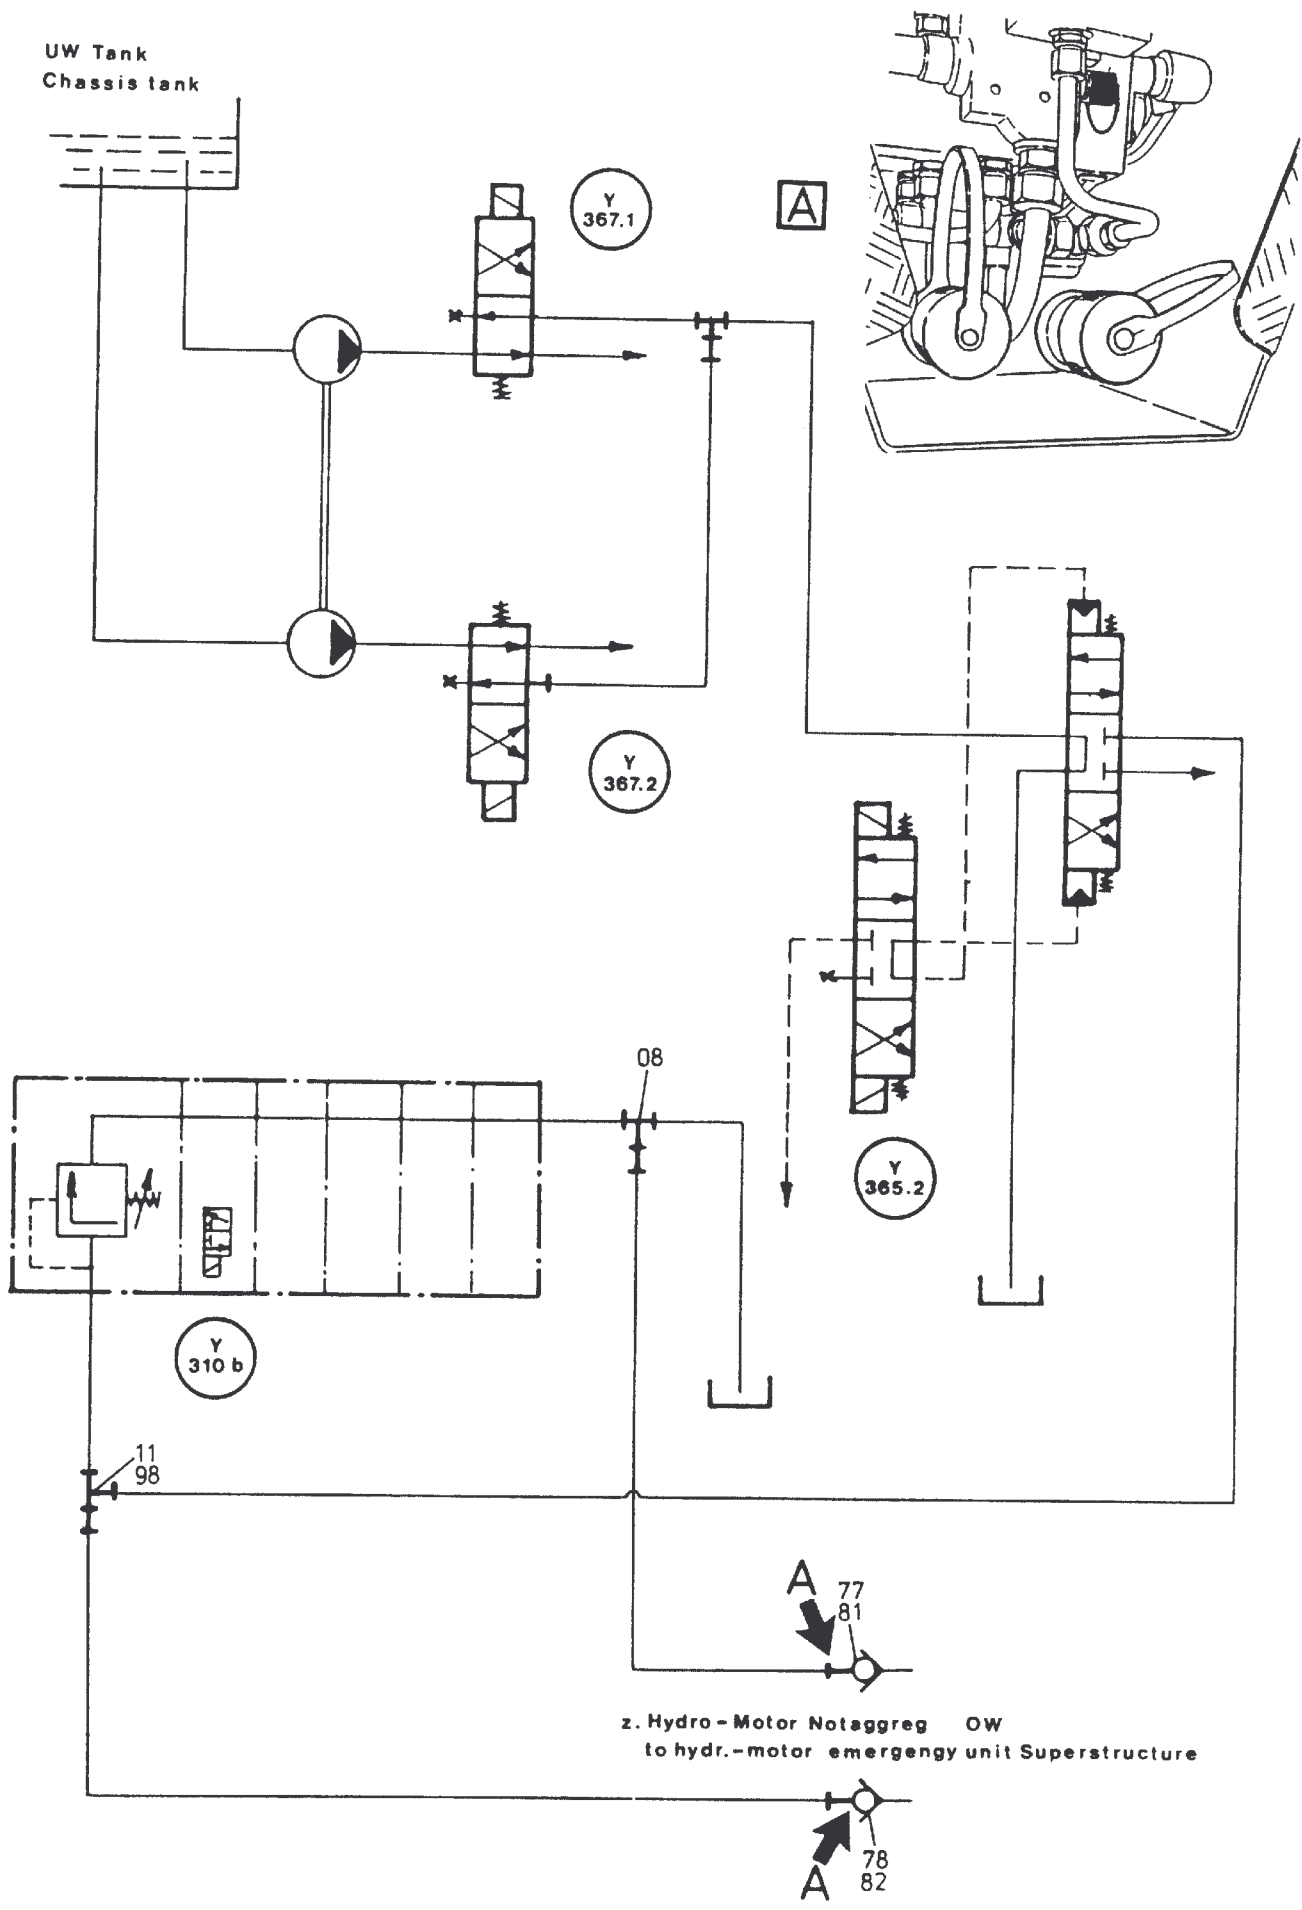 UW Tank
Chassis tank
Y
367.1
A
Y
367.2
08
Y
365.2
Y
310 b
11
98
A
77
81
z. Hydro-Motor Notaggreg OW
to hydr.-motor emergengy unit Superstructure
A
78
82